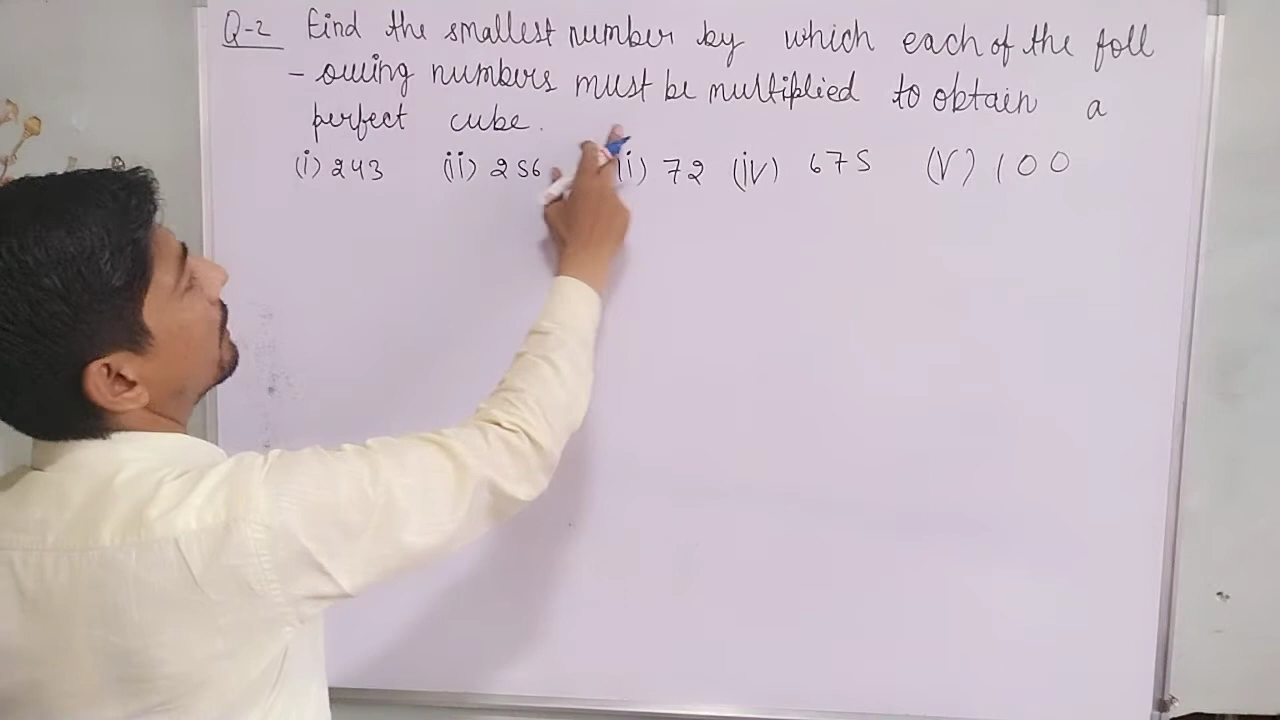 Q-2 Find the smallest number by which each of the foll
- owing numbers must be multiplied to obtain a
perfect cube.
(i) 243 (ii) 256 i) 72 (iv) 675 (V) 100